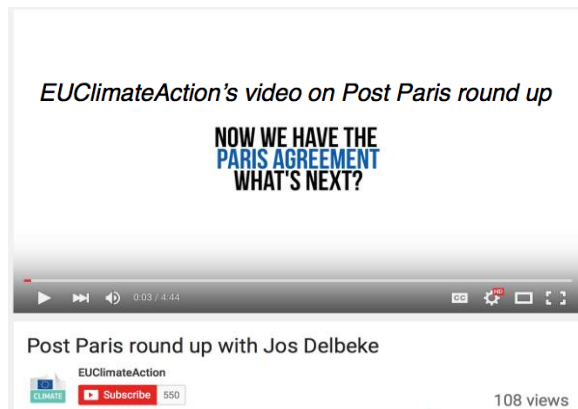 EUClimateAction's video on Post Paris round up
NOW WE HAVE THE
PARIS AGREEMENT
WHAT'S NEXT?
0:03 / 4:44
CC
HD
Post Paris round up with Jos Delbeke
EUClimateAction
CLIMATE
Subscribe 550
108 views